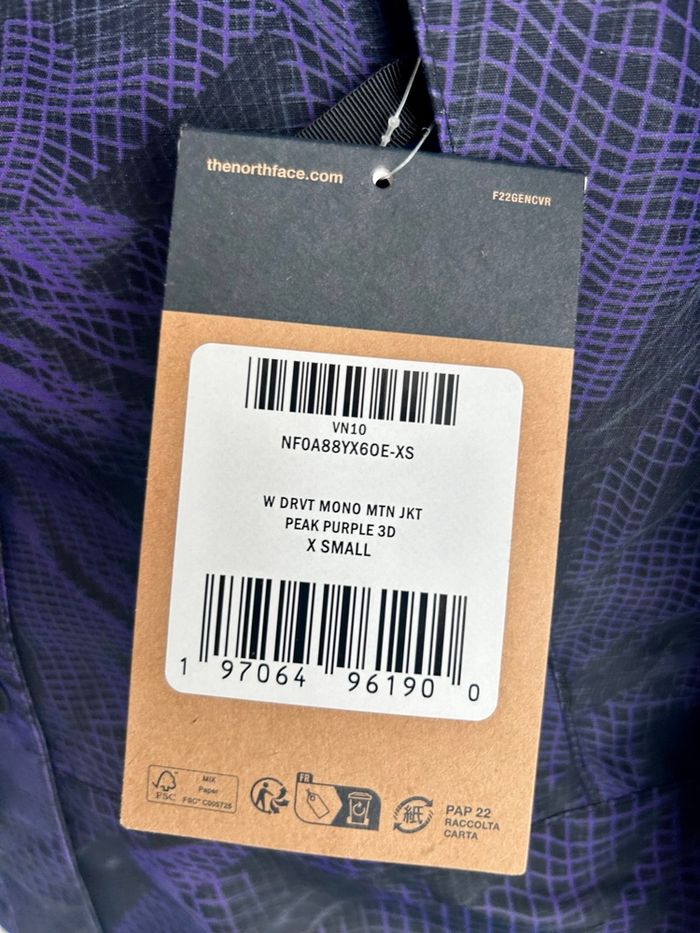 thenorthface.com
F22GENCVR
VN10
NF0A88YX60E-XS
W DRVT MONO MTN JKT
PEAK PURPLE 3D
X SMALL
1 97064 96190 0
FSC
MIX
Paper
FSC® C005725
FR
紙
PAP 22
RACCOLTA
CARTA